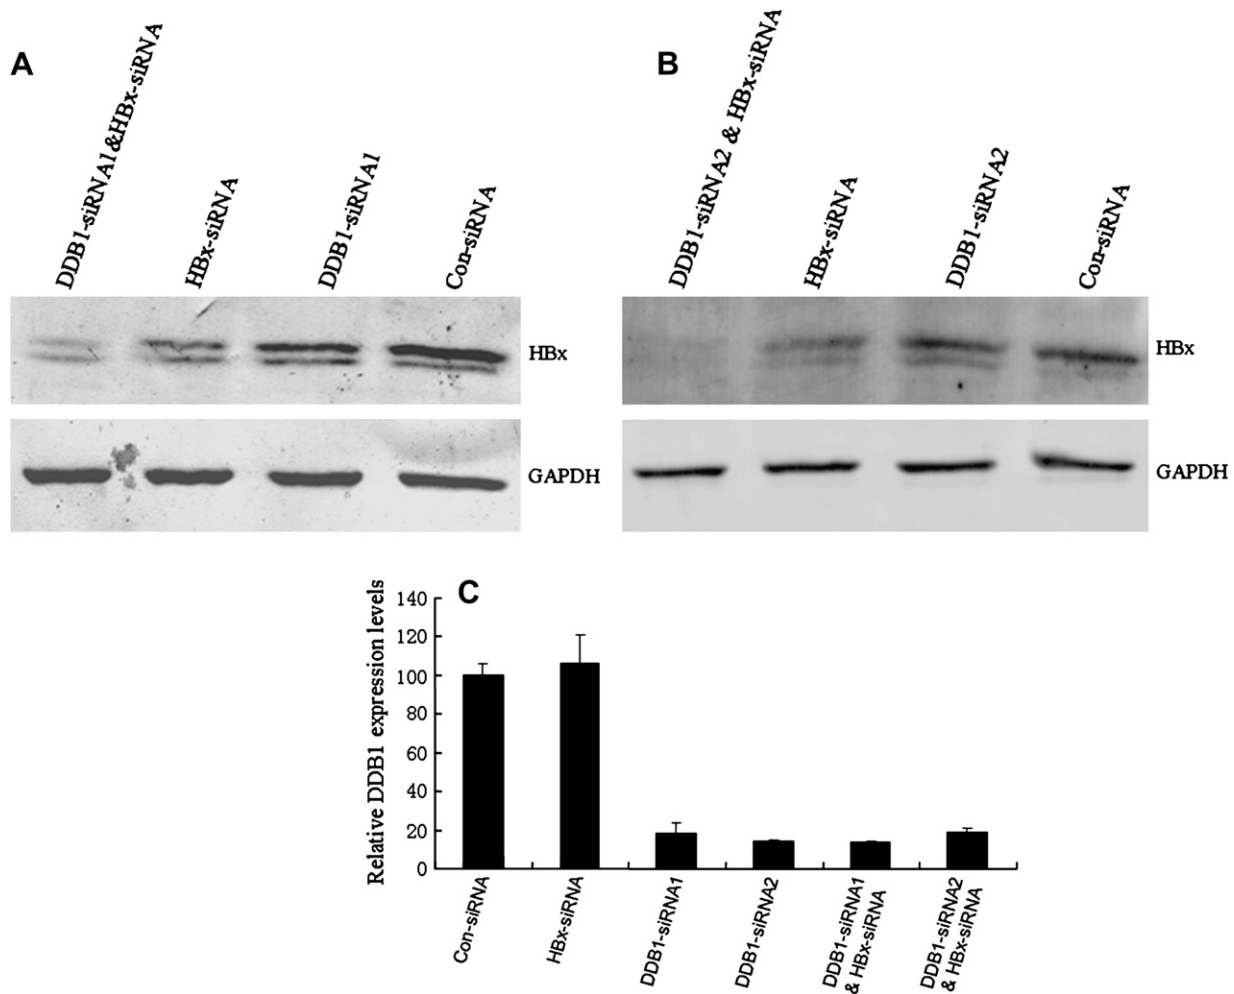 A
DDB1-siRNA1&HBx-siRNA
HBx-siRNA
DDB1-siRNA1
Con-siRNA
HBx
GAPDH
B
DDB1-siRNA2 & HBx-siRNA
HBx-siRNA
DDB1-siRNA2
Con-siRNA
HBx
GAPDH
C
Relative DDB1 expression levels
140
120
100
80
60
40
20
0
Con-siRNA
HBx-siRNA
DDB1-siRNA1
DDB1-siRNA2
DDB1-siRNA1
& HBx-siRNA
DDB1-siRNA2
& HBx-siRNA